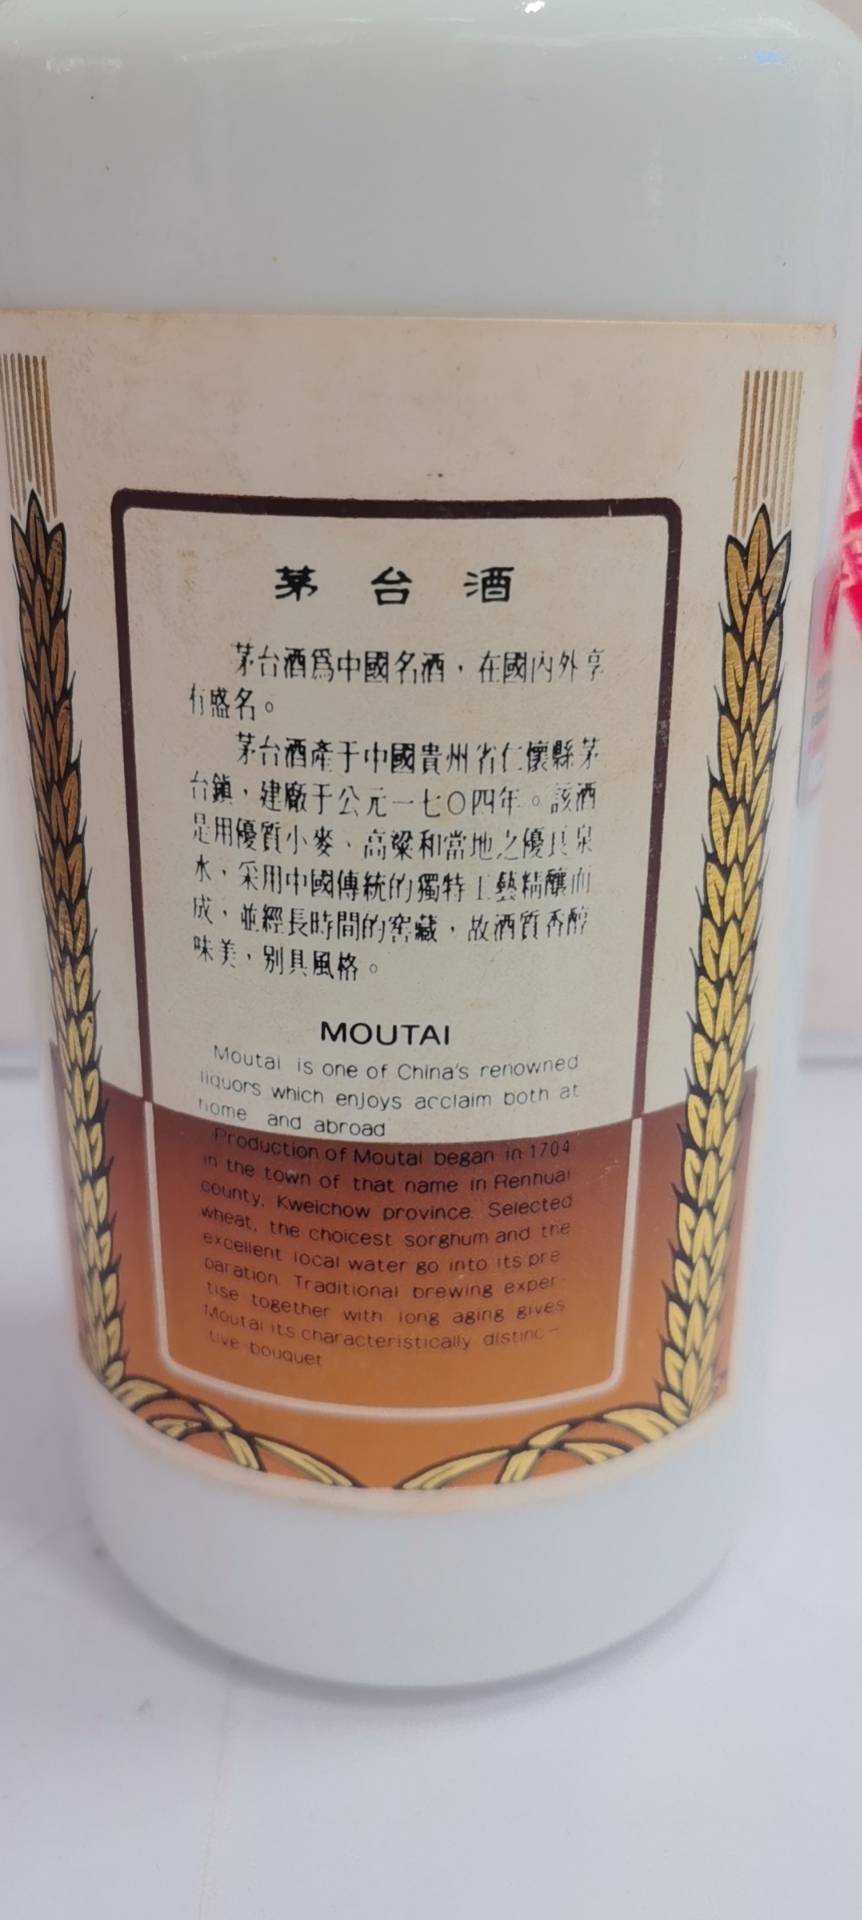 茅台酒
茅台酒爲中國名酒，在國內外享
有盛名。
茅台酒產于中國貴州省仁懷縣茅
台鎮，建廠于公元一七〇四年。該酒
是用優質小麥、高粱和當地之優良泉
水，采用中國傳統的獨特工藝精釀而
成，並經長時間的窖藏，故酒質香醇
味美，别具風格。
MOUTAI
Moutai is one of China's renowned
liquors which enjoys acclaim both at
home and abroad
Production of Moutai began in 1704
in the town of that name in Renhuai
county, Kweichow province. Selected
wheat, the choicest sorghum and the
excellent local water go into its pre
paration Traditional brewing exper-
tise together with long aging gives
Moutai its characteristically distinc-
tive bouquet